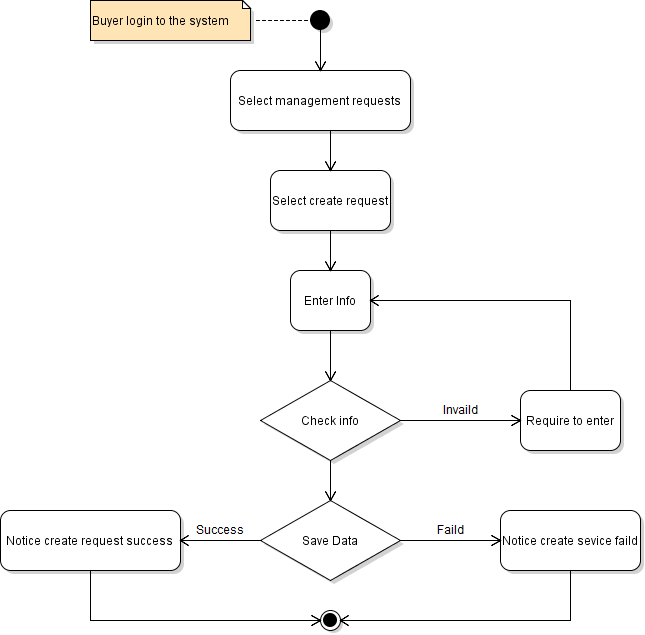 Buyer login to the system
Select management requests
Select create request
Enter Info
Check info
Invaild
Require to enter
Success
Save Data
Faild
Notice create request success
Notice create sevice faild